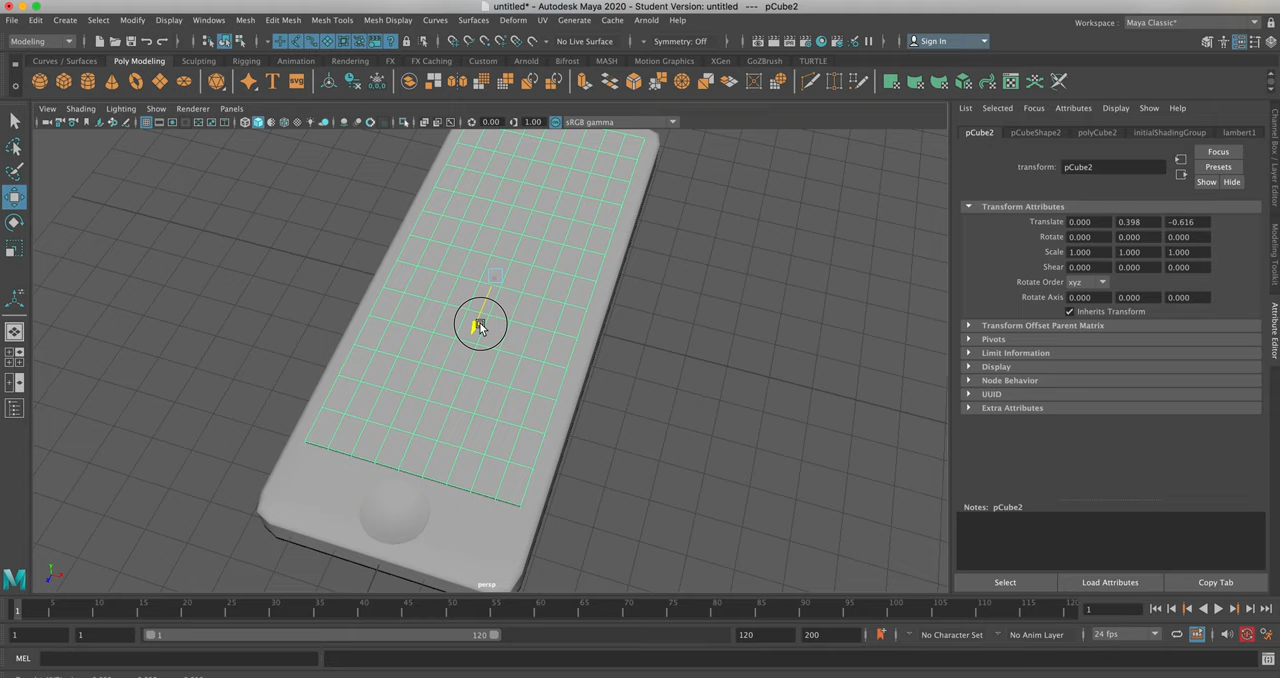 untitled* - Autodesk Maya 2020 - Student Version: untitled --- pCube2
File Edit Create Select Modify Display Windows Mesh Edit Mesh Mesh Tools Mesh Display Curves Surfaces Deform UV Generate Cache Arnold Help
Workspace : Maya Classic*
Modeling No Live Surface Symmetry: Off Sign In
Curves / Surfaces Poly Modeling Sculpting Rigging Animation Rendering FX FX Caching Custom Arnold Bifrost MASH Motion Graphics XGen GoZBrush TURTLE
SVG
View Shading Lighting Show Renderer Panels
0.00 1.00 sRGB gamma
List Selected Focus Attributes Display Show Help
pCube2 pCubeShape2 polyCube2 initialShadingGroup lambert1
Focus
transform: pCube2 Presets
Show Hide
Transform Attributes
Translate 0.000 0.398 -0.616
Rotate 0.000 0.000 0.000
Scale 1.000 1.000 1.000
Shear 0.000 0.000 0.000
Rotate Order xyz
Rotate Axis 0.000 0.000 0.000
Inherits Transform
Transform Offset Parent Matrix
Pivots
Limit Information
Display
Node Behavior
UUID
Extra Attributes
Notes: pCube2
Select Load Attributes Copy Tab
Channel Box / Layer Editor
Modeling Toolkit
Attribute Editor
persp
5 10 15 20 25 30 35 40 45 50 55 60 65 70 75 80 85 90 95 100 105 110 115 120
1 1
1 1 1 120 120 200 No Character Set No Anim Layer 24 fps
MEL